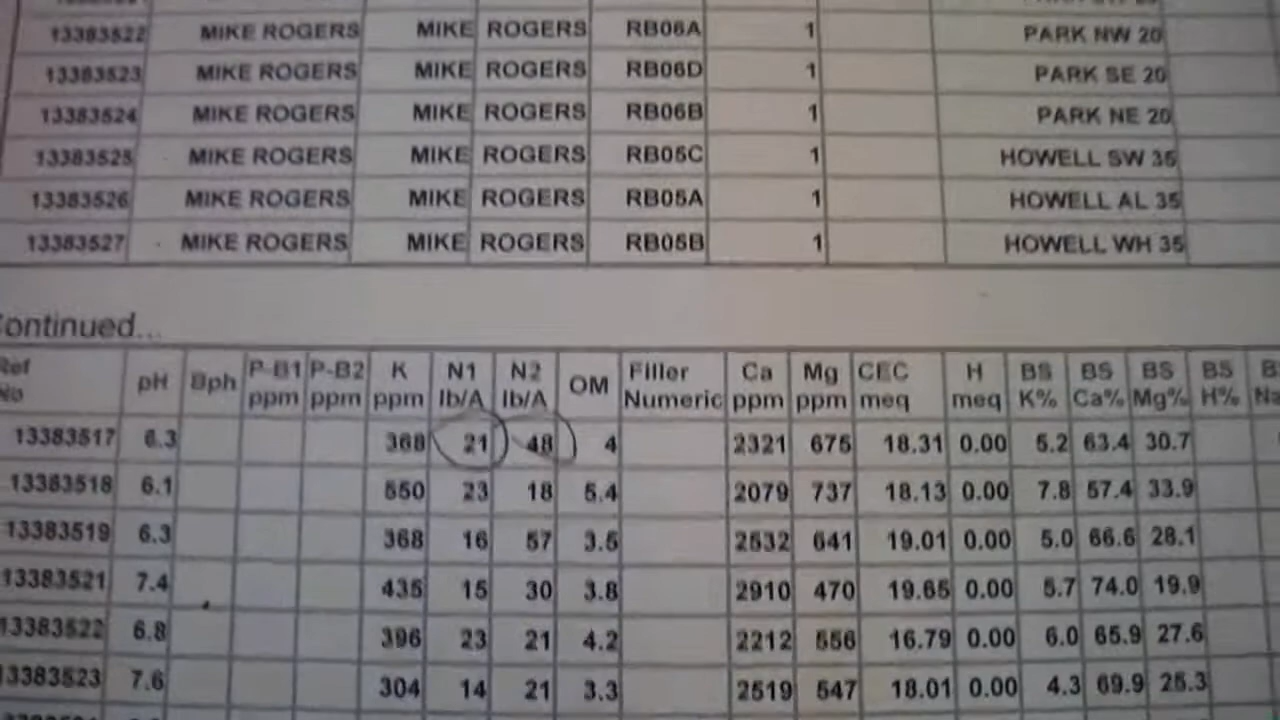 13383522 MIKE ROGERS MIKE ROGERS RB06A 1 PARK NW 20
13383523 MIKE ROGERS MIKE ROGERS RB06D 1 PARK SE 20
13383524 MIKE ROGERS MIKE ROGERS RB06B 1 PARK NE 20
13383525 MIKE ROGERS MIKE ROGERS RB05C 1 HOWELL SW 35
13383526 MIKE ROGERS MIKE ROGERS RB05A 1 HOWELL AL 35
13383527 MIKE ROGERS MIKE ROGERS RB05B 1 HOWELL WH 35
ontinued...
Ref No pH Bph P-B1 ppm P-B2 ppm K ppm N1 lb/A N2 lb/A OM Filler Numeric Ca ppm Mg ppm CEC meq H meq BS K% BS Ca% BS Mg% BS H%
13383517 6.3 368 21 48 4 2321 675 18.31 0.00 5.2 63.4 30.7
13383518 6.1 550 23 18 5.4 2079 737 18.13 0.00 7.8 57.4 33.9
13383519 6.3 368 16 57 3.5 2532 641 19.01 0.00 5.0 66.6 28.1
13383521 7.4 435 15 30 3.8 2910 470 19.65 0.00 5.7 74.0 19.9
13383522 6.8 396 23 21 4.2 2212 556 16.79 0.00 6.0 65.9 27.6
13383523 7.6 304 14 21 3.3 2519 547 18.01 0.00 4.3 69.9 25.3